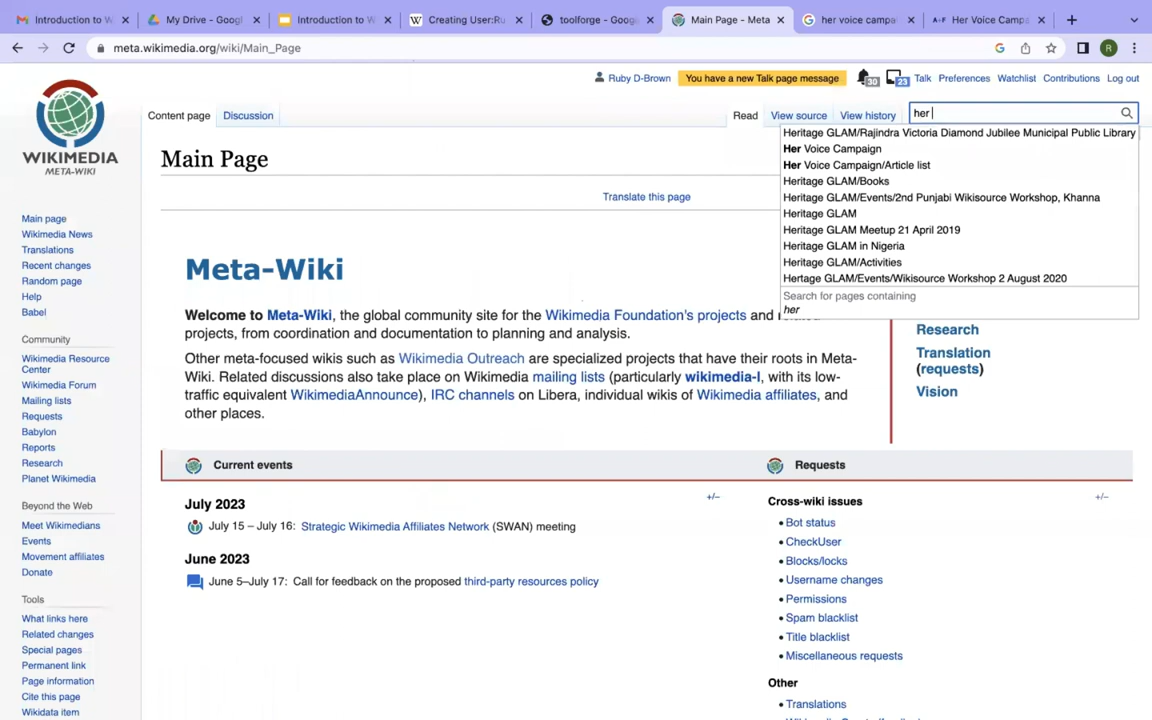 Introduction to W
My Drive - Googl
Introduction to W
Creating User:Ru
toolforge - Goog
Main Page - Meta
her voice campai
Her Voice Campa
meta.wikimedia.org/wiki/Main_Page
R
Ruby D-Brown
You have a new Talk page message
30
23
Talk
Preferences
Watchlist
Contributions
Log out
WIKIMEDIA
META-WIKI
Content page
Discussion
Read
View source
View history
her
Heritage GLAM/Rajindra Victoria Diamond Jubilee Municipal Public Library
Her Voice Campaign
Her Voice Campaign/Article list
Heritage GLAM/Books
Heritage GLAM/Events/2nd Punjabi Wikisource Workshop, Khanna
Heritage GLAM
Heritage GLAM Meetup 21 April 2019
Heritage GLAM in Nigeria
Heritage GLAM/Activities
Hertage GLAM/Events/Wikisource Workshop 2 August 2020
Search for pages containing
her
Main page
Wikimedia News
Translations
Recent changes
Random page
Help
Babel
Community
Wikimedia Resource
Center
Wikimedia Forum
Mailing lists
Requests
Babylon
Reports
Research
Planet Wikimedia
Beyond the Web
Meet Wikimedians
Events
Movement affiliates
Donate
Tools
What links here
Related changes
Special pages
Permanent link
Page information
Cite this page
Wikidata item
Main Page
Translate this page
Meta-Wiki
Welcome to Meta-Wiki, the global community site for the Wikimedia Foundation's projects and related
projects, from coordination and documentation to planning and analysis.
Other meta-focused wikis such as Wikimedia Outreach are specialized projects that have their roots in Meta-
Wiki. Related discussions also take place on Wikimedia mailing lists (particularly wikimedia-l, with its low-
traffic equivalent WikimediaAnnounce), IRC channels on Libera, individual wikis of Wikimedia affiliates, and
other places.
Research
Translation
(requests)
Vision
Current events
July 2023
+/–
July 15 – July 16: Strategic Wikimedia Affiliates Network (SWAN) meeting
June 2023
June 5–July 17: Call for feedback on the proposed third-party resources policy
Requests
Cross-wiki issues
+/–
Bot status
CheckUser
Blocks/locks
Username changes
Permissions
Spam blacklist
Title blacklist
Miscellaneous requests
Other
Translations